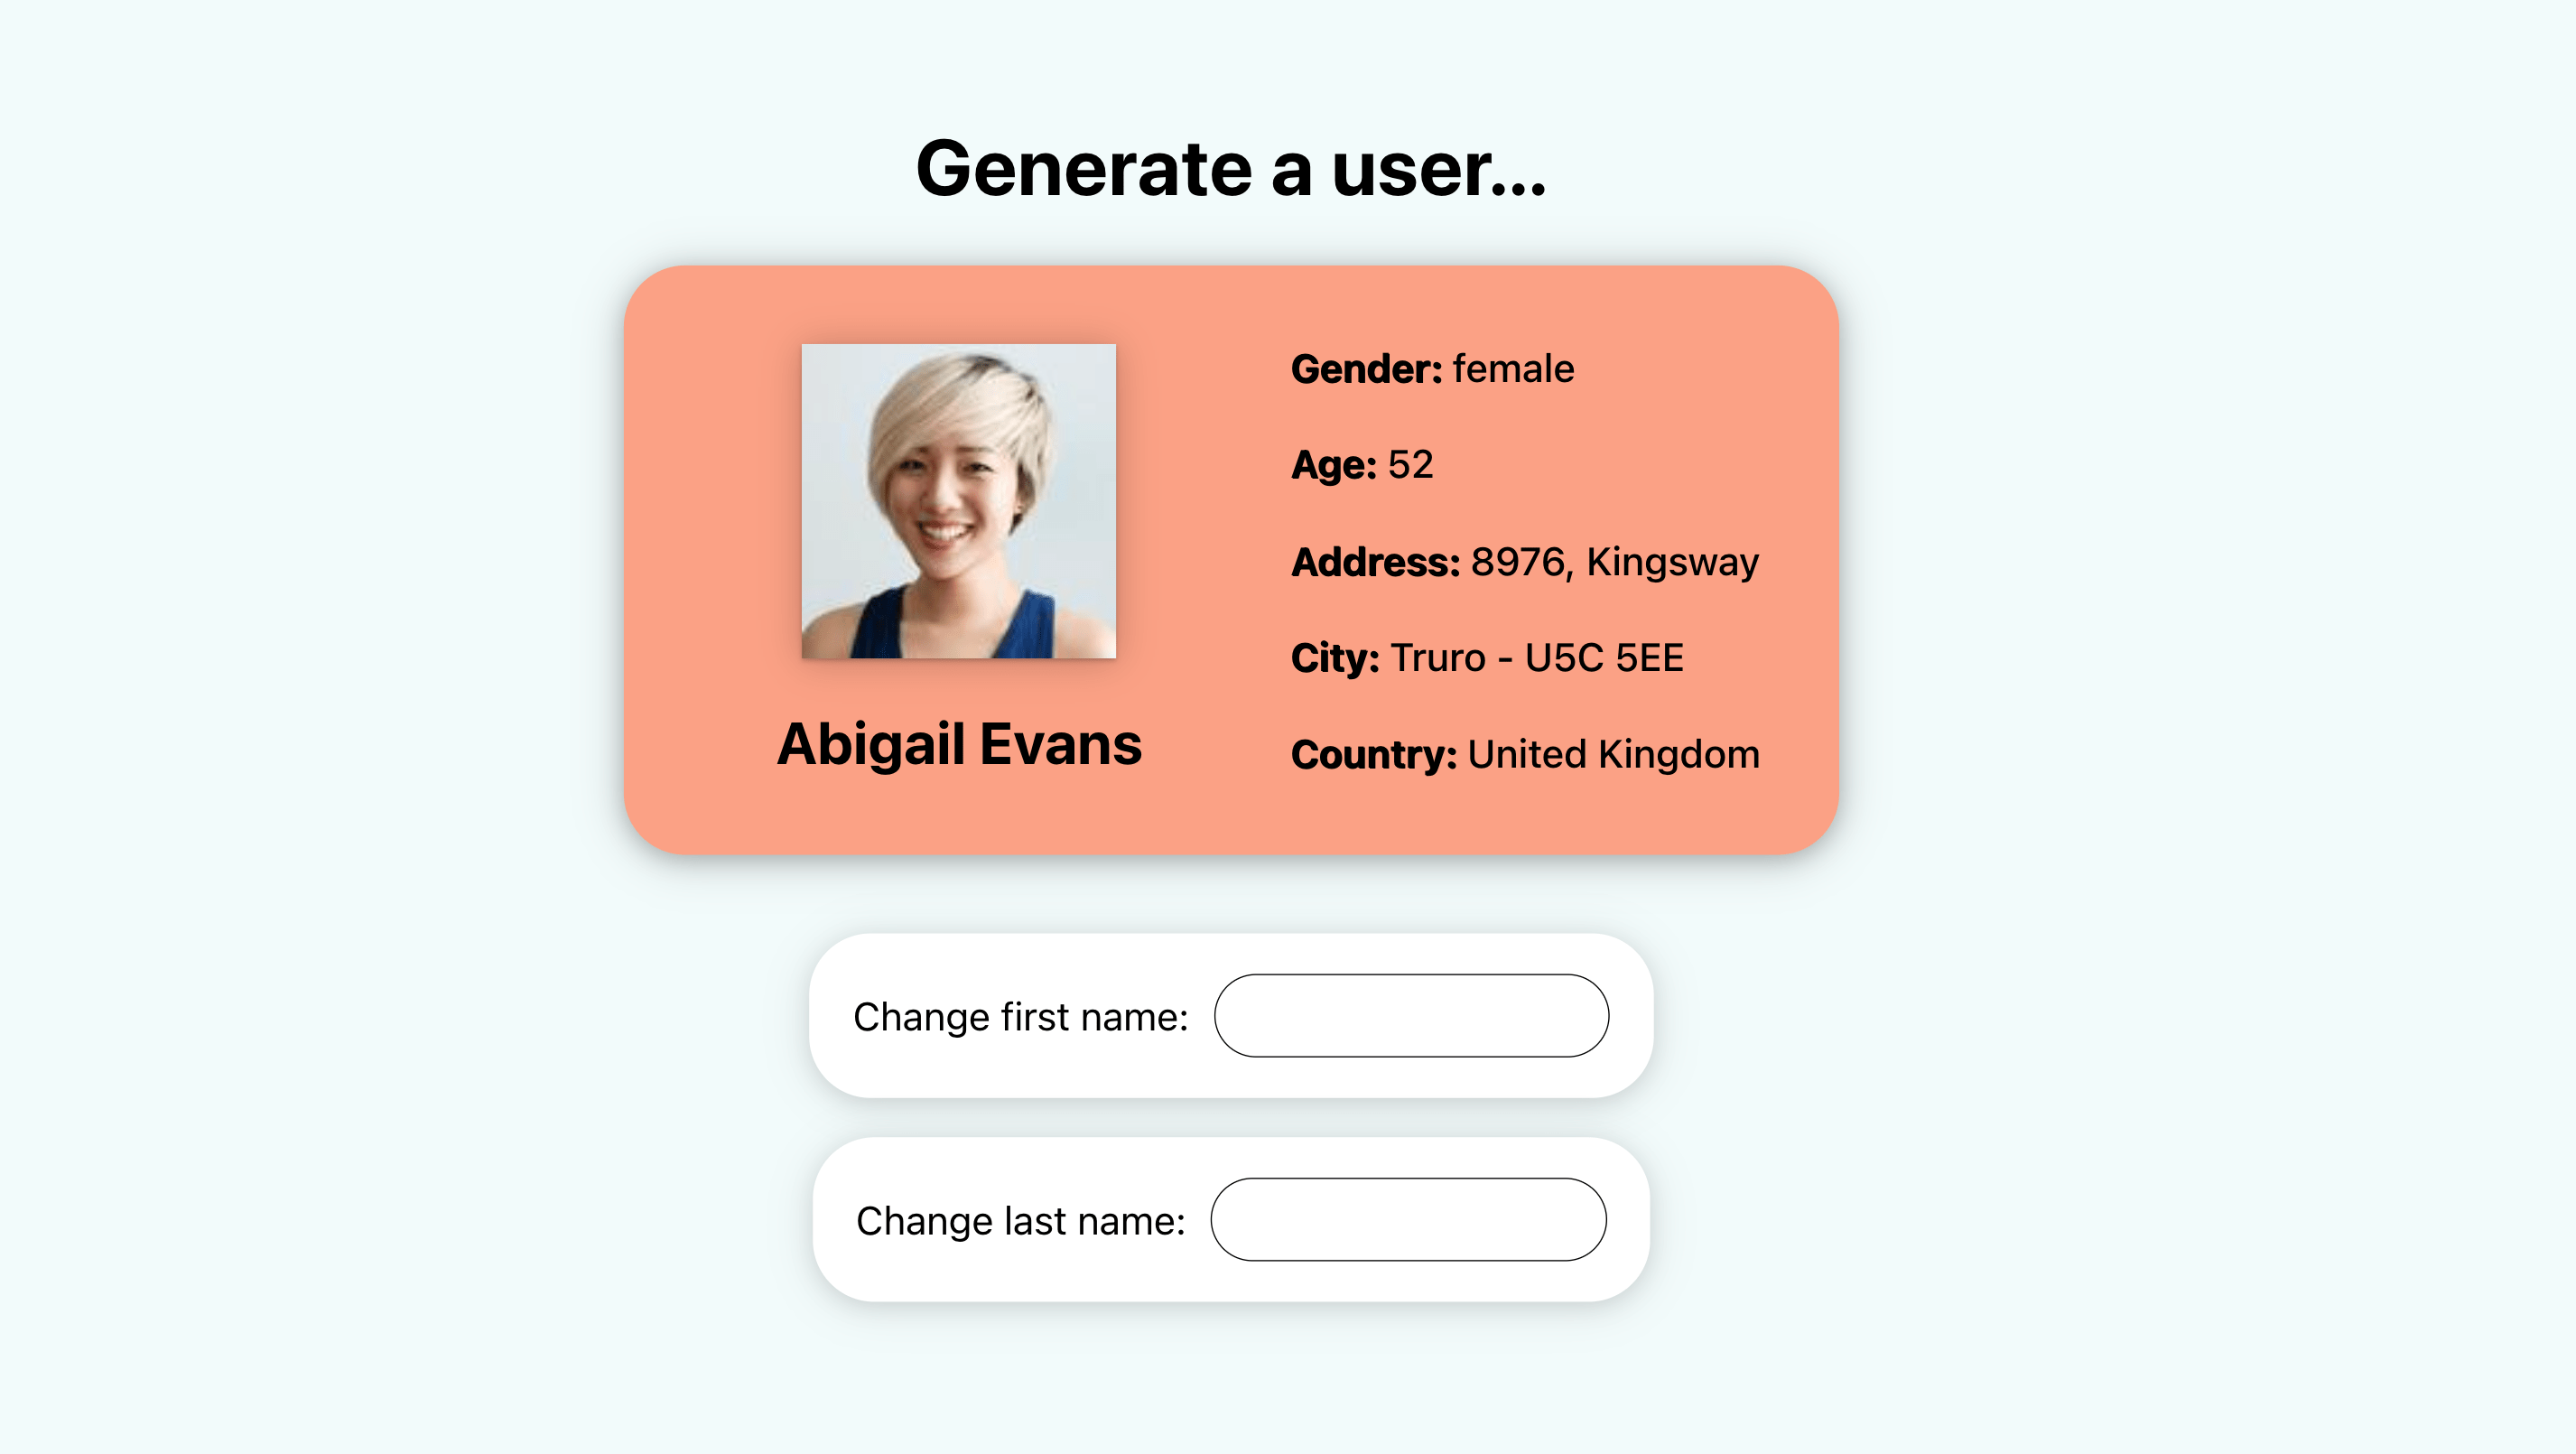 Generate a user...
Gender: female
Age: 52
Address: 8976, Kingsway
City: Truro - U5C 5EE
Country: United Kingdom
Abigail Evans
Change first name:
Change last name: